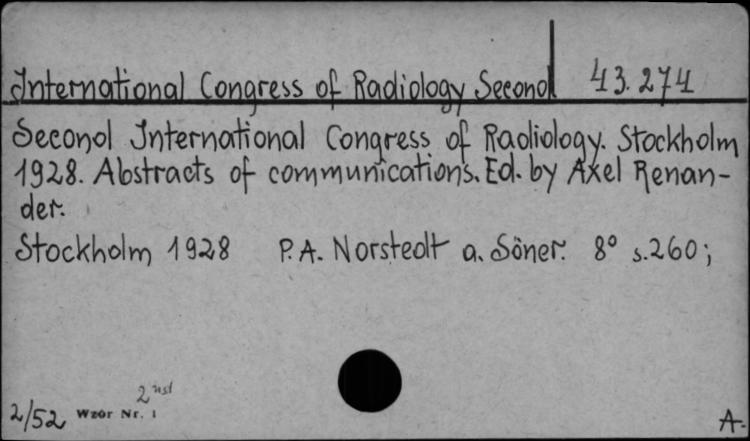 International Congress of Radiology Second 43.274
Second International Congress of Radiology. Stockholm
1928. Abstracts of communications. Ed. by Axel Renan-
der.
Stockholm 1928 P.A. Norstedt a. Söner. 8° s.260;
2/52 Wzór Nr. 1
A-